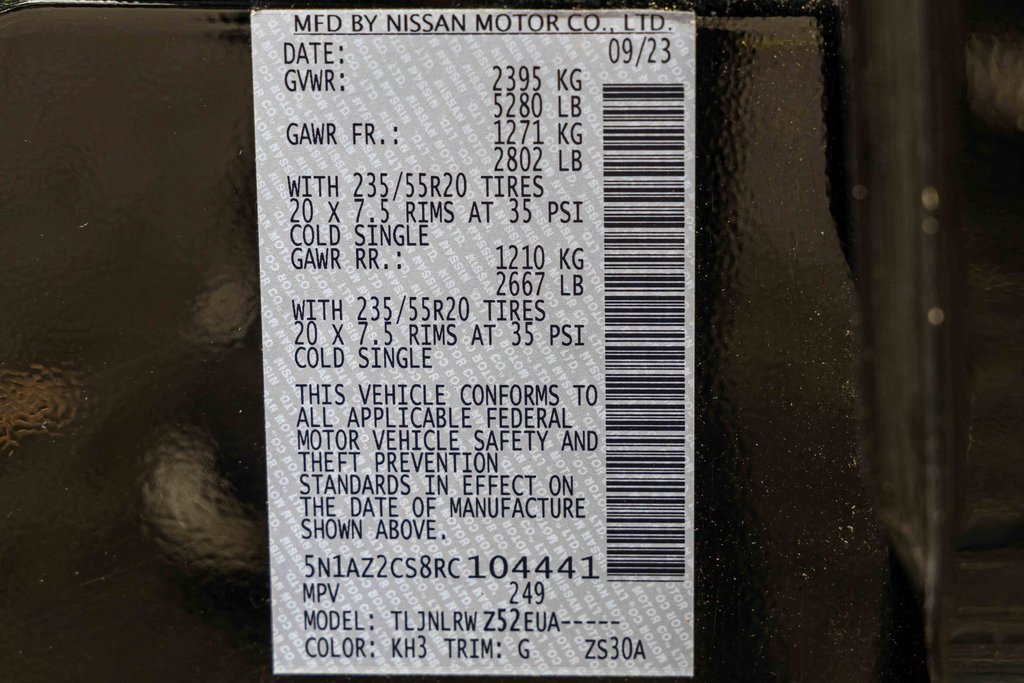 MFD BY NISSAN MOTOR CO., LTD.
DATE: 09/23
GVWR: 2395 KG
5280 LB
GAWR FR.: 1271 KG
2802 LB
WITH 235/55R20 TIRES
20 X 7.5 RIMS AT 35 PSI
COLD SINGLE
GAWR RR.: 1210 KG
2667 LB
WITH 235/55R20 TIRES
20 X 7.5 RIMS AT 35 PSI
COLD SINGLE
THIS VEHICLE CONFORMS TO
ALL APPLICABLE FEDERAL
MOTOR VEHICLE SAFETY AND
THEFT PREVENTION
STANDARDS IN EFFECT ON
THE DATE OF MANUFACTURE
SHOWN ABOVE.
5N1AZ2CS8RC104441
MPV 249
MODEL: TLJNLRW Z52EUA-----
COLOR: KH3 TRIM: G ZS30A